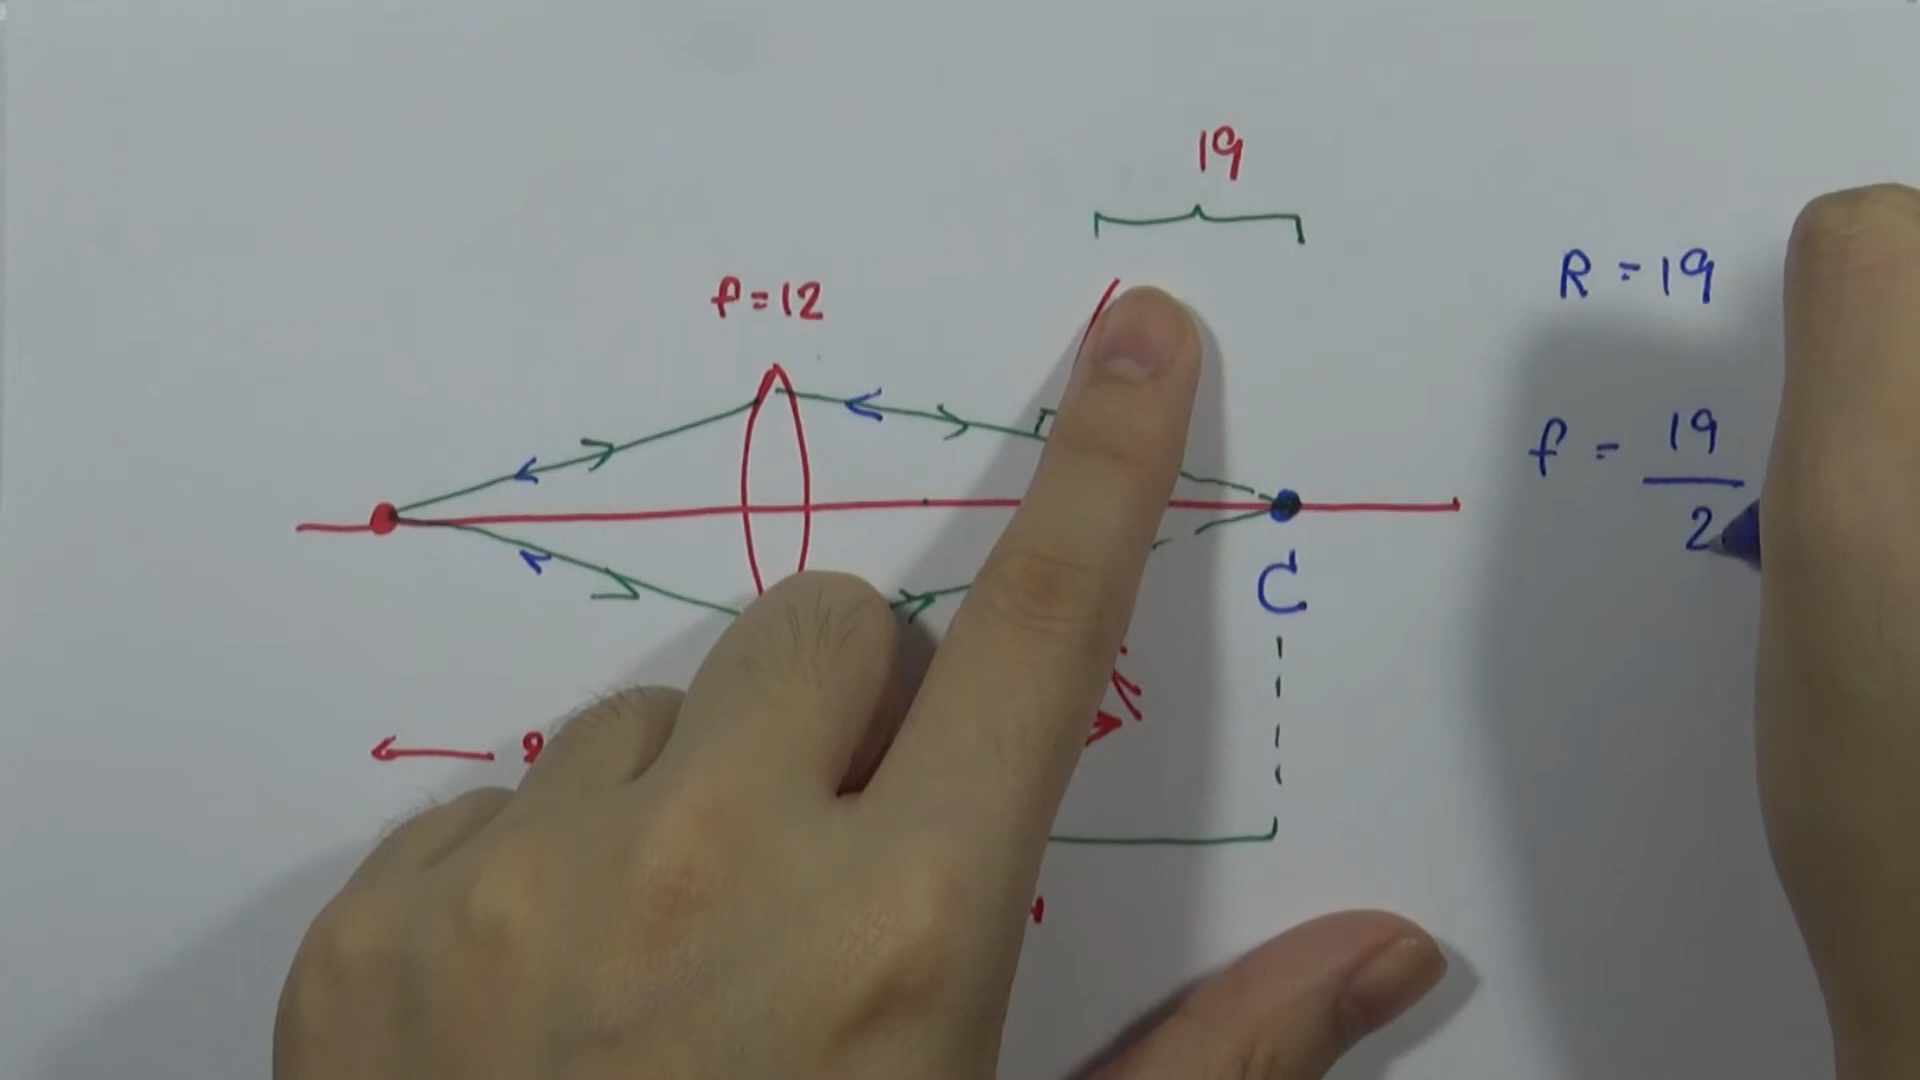 19
f = 12
R = 19
f = 19
2
C